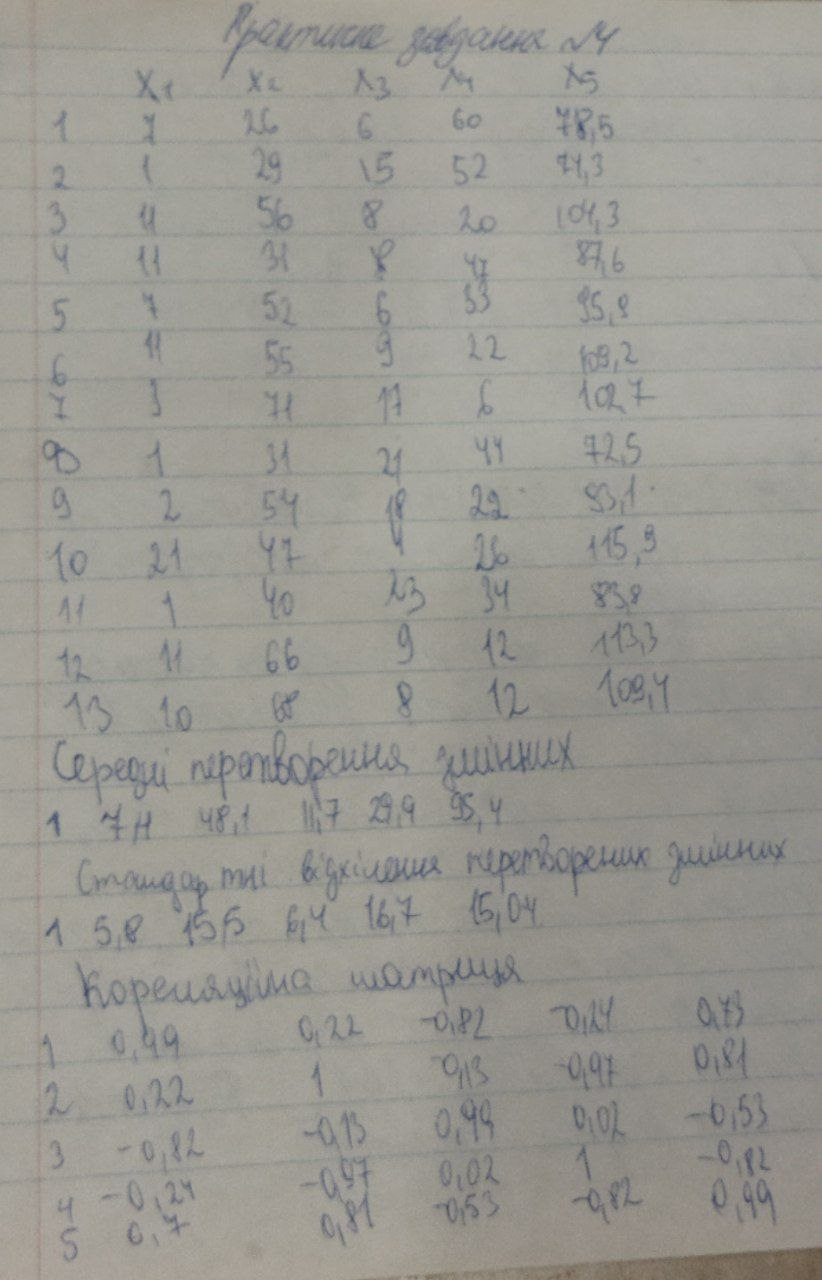 Практичне завдання №4
X1 X2 X3 X4 X5
1 7 26 6 60 78,5
2 1 29 15 52 74,3
3 11 56 8 20 104,3
4 11 31 8 47 87,6
5 7 52 6 33 95,9
6 11 55 9 22 109,2
7 3 71 17 6 102,7
8 1 31 21 44 72,5
9 2 54 18 22 93,1
10 21 47 4 26 115,9
11 1 40 23 34 83,8
12 11 66 9 12 113,3
13 10 68 8 12 109,4
Середні перетворення змінних
1 7,4 48,1 11,7 29,9 95,4
Стандартні відхілення перетворених змінних
1 5,8 15,5 6,4 16,7 15,04
Кореляційна матриця
1 0,99 0,22 -0,82 -0,24 0,73
2 0,22 1 -0,13 -0,97 0,81
3 -0,82 -0,13 0,99 0,02 -0,53
4 -0,24 -0,97 0,02 1 -0,82
5 0,7 0,81 -0,53 -0,82 0,99